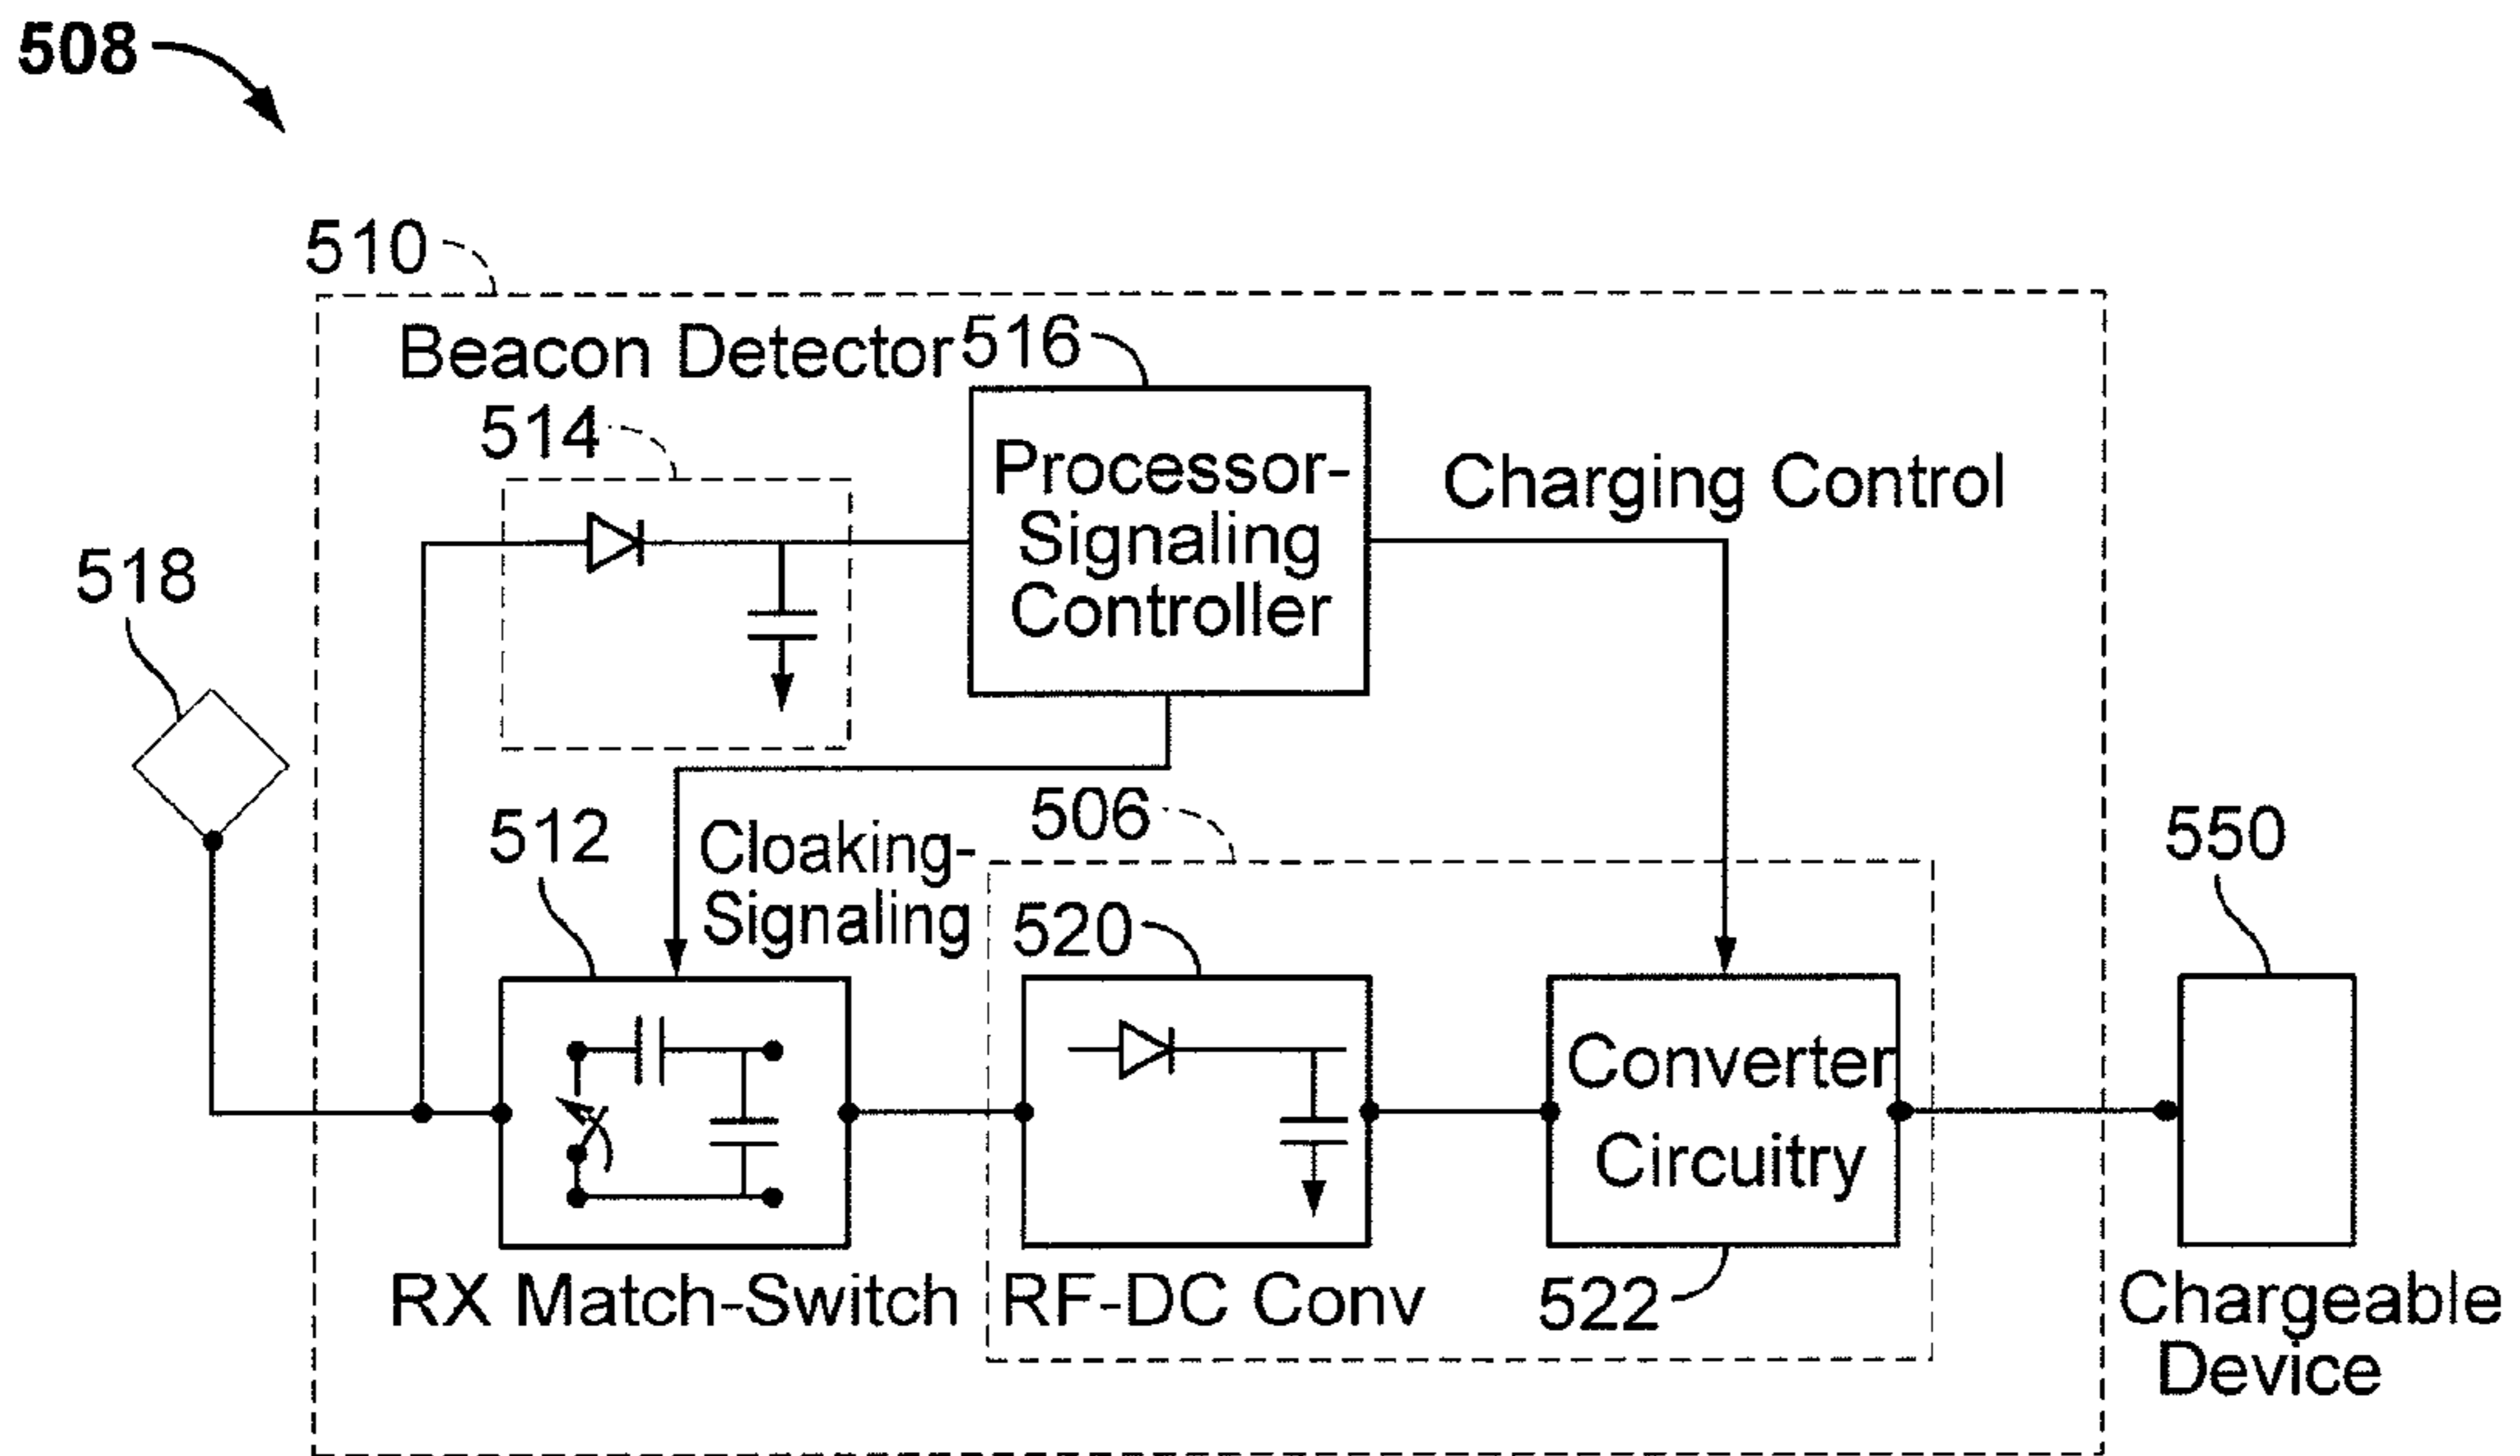 508
510
Beacon Detector
516
514
Processor-
Signaling
Controller
Charging Control
518
512
Cloaking-
Signaling
506
520
550
Converter
Circuitry
RX Match-Switch
RF-DC Conv
522
Chargeable
Device